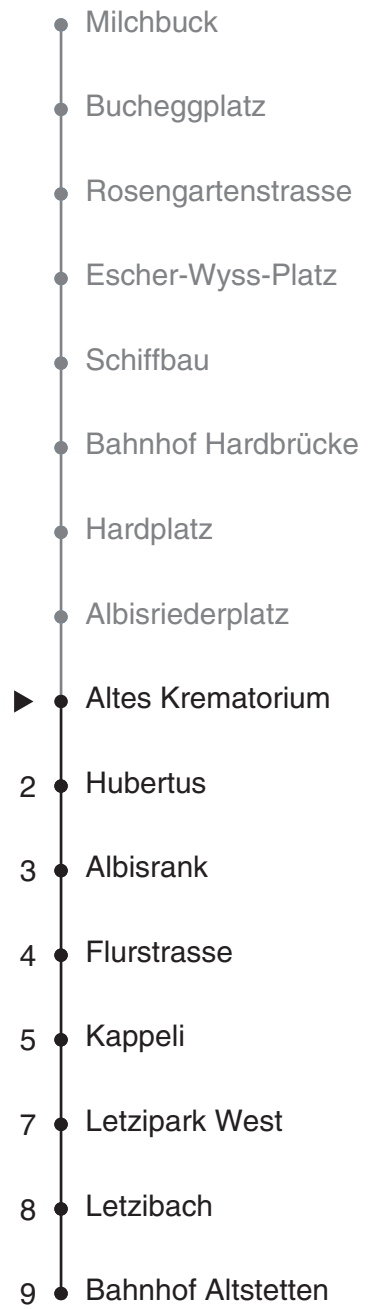 Milchbuck
Bucheggplatz
Rosengartenstrasse
Escher-Wyss-Platz
Schiffbau
Bahnhof Hardbrücke
Hardplatz
Albisriederplatz
Altes Krematorium
2 Hubertus
3 Albisrank
4 Flurstrasse
5 Kappeli
7 Letzipark West
8 Letzibach
9 Bahnhof Altstetten